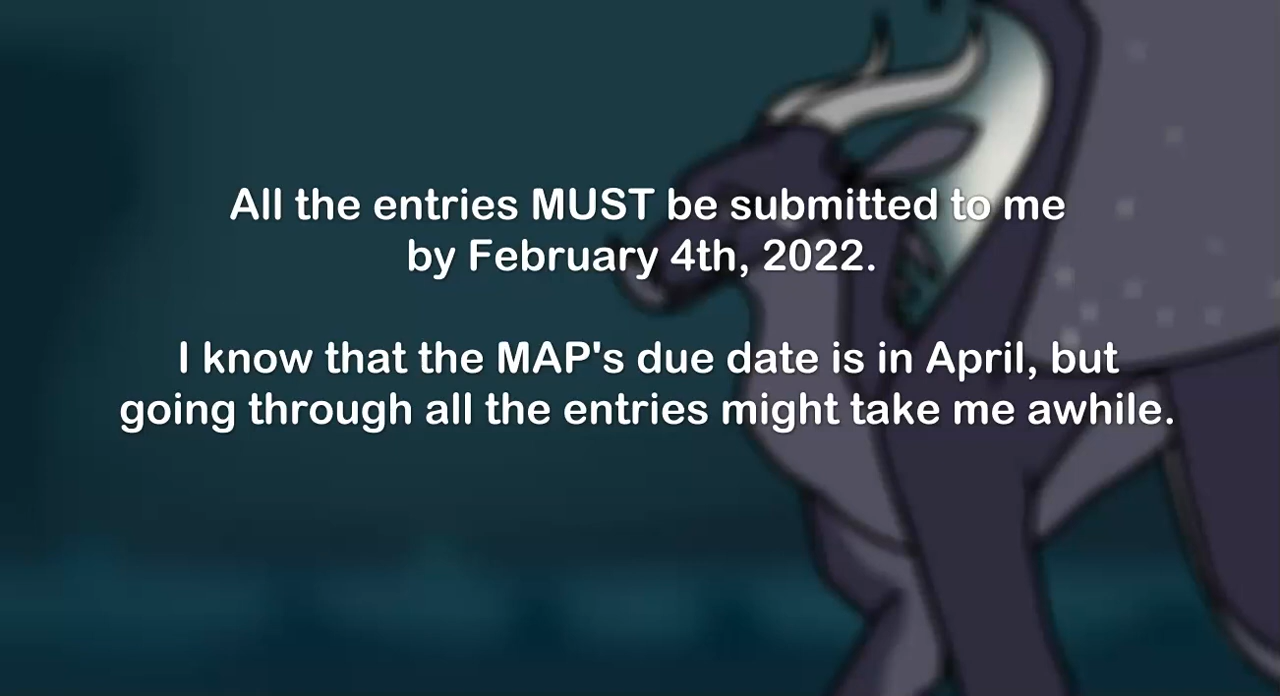 All the entries MUST be submitted to me
by February 4th, 2022.
I know that the MAP's due date is in April, but
going through all the entries might take me awhile.